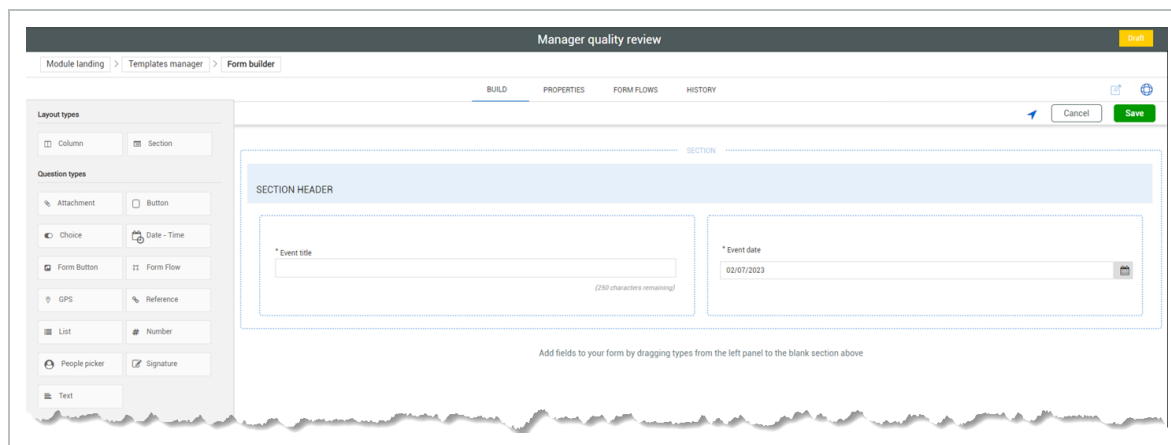 Manager quality review
Draft
Module landing > Templates manager > Form builder
BUILD PROPERTIES FORM FLOWS HISTORY
Cancel Save
Layout types
Column Section
Question types
Attachment Button
Choice Date - Time
Form Button Form Flow
GPS Reference
List Number
People picker Signature
Text
SECTION
SECTION HEADER
* Event title
(250 characters remaining)
* Event date
02/07/2023
Add fields to your form by dragging types from the left panel to the blank section above